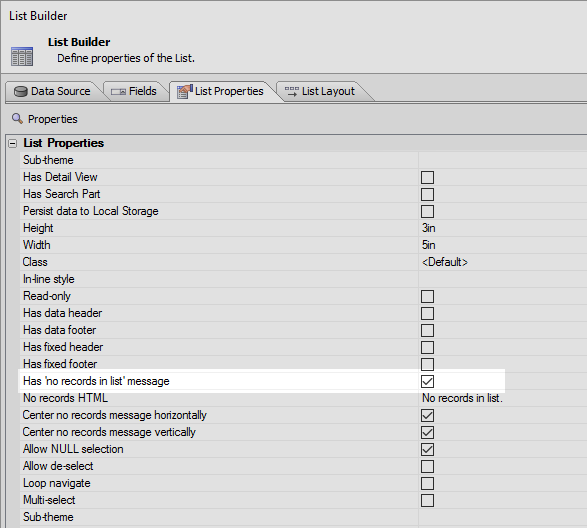 List Builder
List Builder
Define properties of the List.
Data Source Fields List Properties List Layout
Properties
List Properties
Sub-theme
Has Detail View
Has Search Part
Persist data to Local Storage
Height 3in
Width 5in
Class <Default>
In-line style
Read-only
Has data header
Has data footer
Has fixed header
Has fixed footer
Has 'no records in list' message
No records HTML No records in list.
Center no records message horizontally
Center no records message vertically
Allow NULL selection
Allow de-select
Loop navigate
Multi-select
Sub-theme